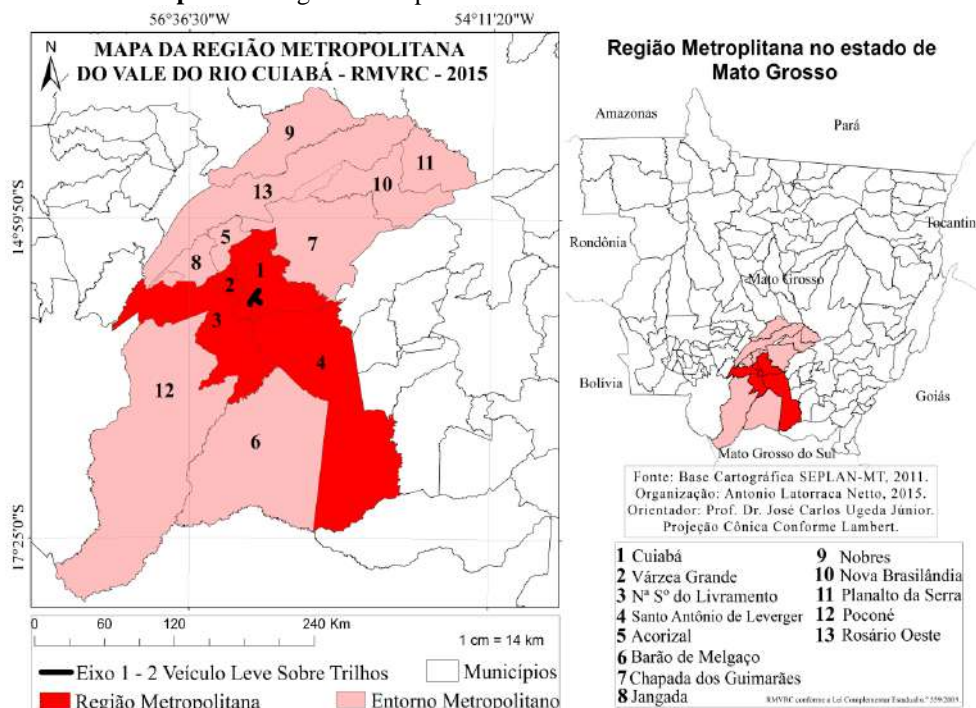 56°36'30"W
54°11'20"W
N
MAPA DA REGIÃO METROPOLITANA
DO VALE DO RIO CUIABÁ - RMVRC - 2015
14°59'50"S
17°25'0"S
9
11
10
13
5
7
8
1
2
3
4
12
6
0 60 120 240 Km
1 cm = 14 km
Eixo 1 - 2 Veículo Leve Sobre Trilhos
Municípios
Região Metropolitana
Entorno Metropolitano
Região Metroplitana no estado de
Mato Grosso
Amazonas
Pará
Tocantin
Rondônia
Mato Grosso
Bolívia
Goiás
Mato Grosso do Sul
Fonte: Base Cartográfica SEPLAN-MT, 2011.
Organização: Antonio Latorraca Netto, 2015.
Orientador: Prof. Dr. José Carlos Ugeda Júnior.
Projeção Cônica Conforme Lambert.
1 Cuiabá
2 Várzea Grande
3 Nª Sº do Livramento
4 Santo Antônio de Leverger
5 Acorizal
6 Barão de Melgaço
7 Chapada dos Guimarães
8 Jangada
9 Nobres
10 Nova Brasilândia
11 Planalto da Serra
12 Poconé
13 Rosário Oeste
RMVRC conforme a Lei Complementar Estadual n.º 359/2009.